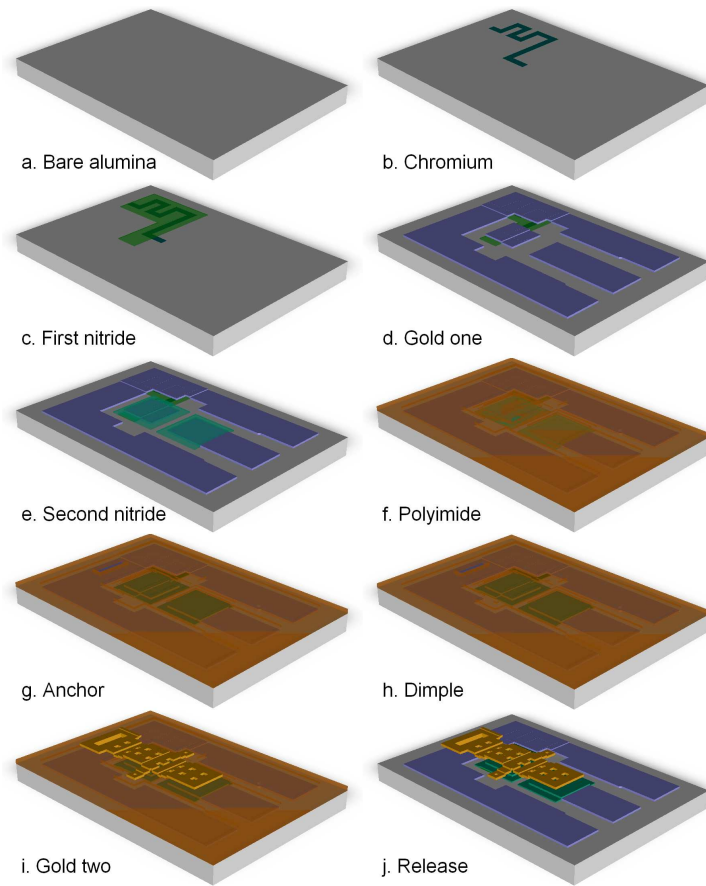 a. Bare alumina
b. Chromium
c. First nitride
d. Gold one
e. Second nitride
f. Polyimide
g. Anchor
h. Dimple
i. Gold two
j. Release